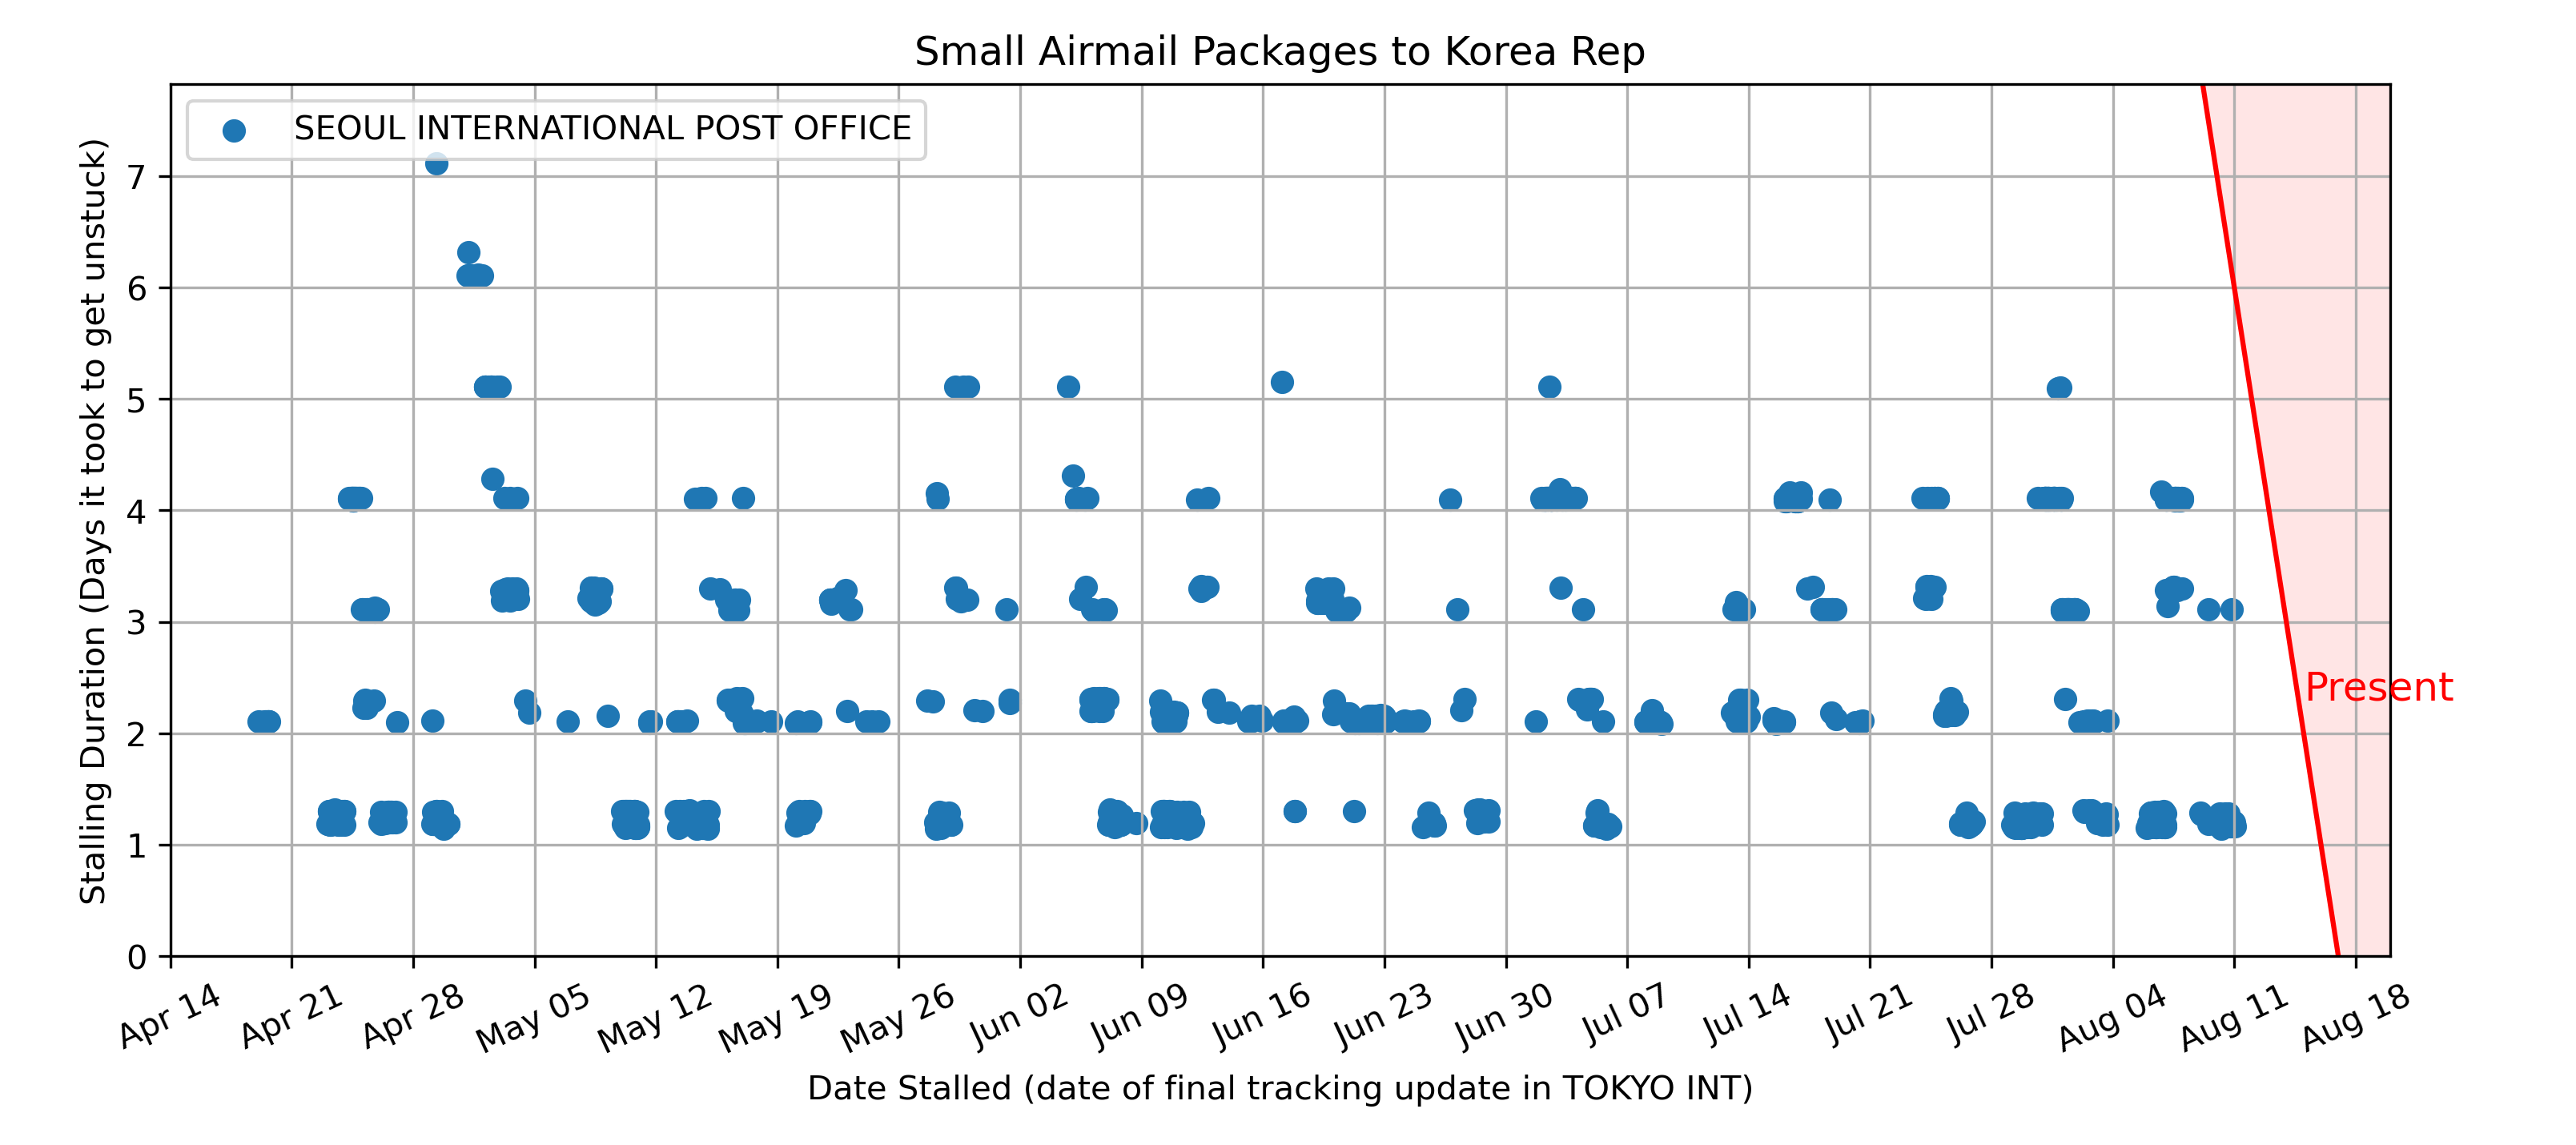 Small Airmail Packages to Korea Rep
SEOUL INTERNATIONAL POST OFFICE
Stalling Duration (Days it took to get unstuck)
7
6
5
4
3
2
1
0
Present
Apr 14
Apr 21
Apr 28
May 05
May 12
May 19
May 26
Jun 02
Jun 09
Jun 16
Jun 23
Jun 30
Jul 07
Jul 14
Jul 21
Jul 28
Aug 04
Aug 11
Aug 18
Date Stalled (date of final tracking update in TOKYO INT)